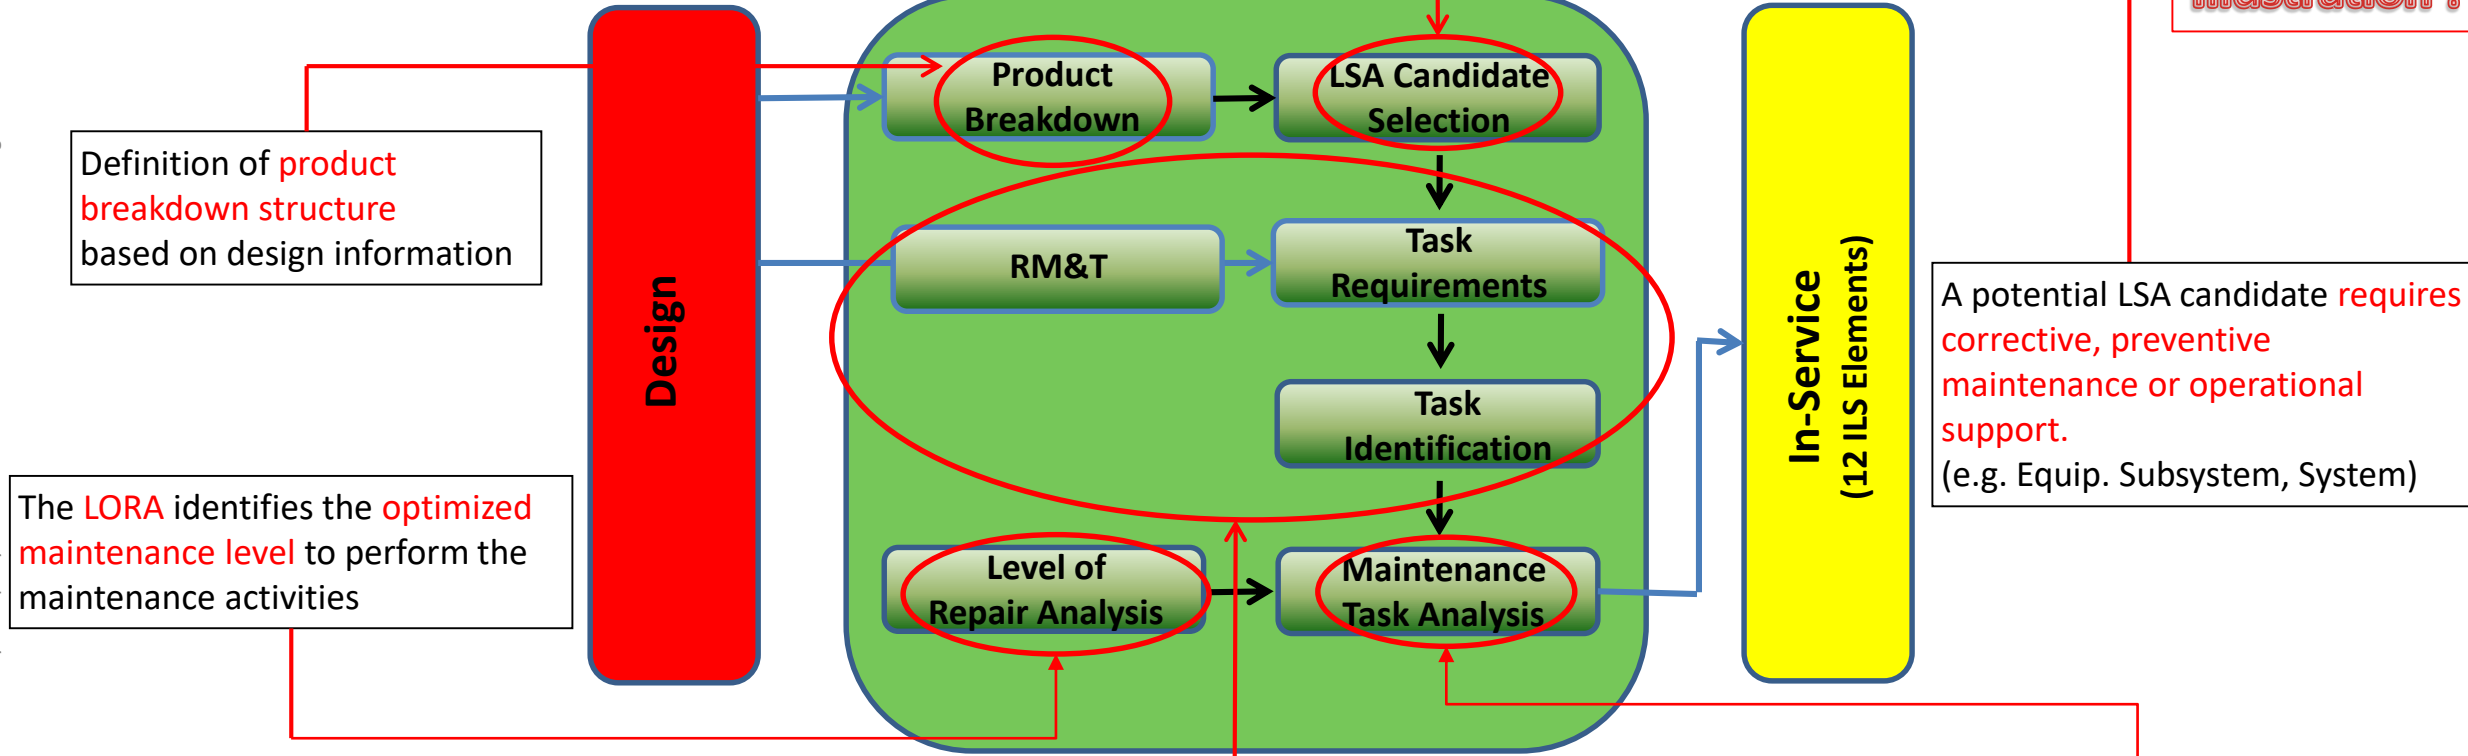 Definition of product
breakdown structure
based on design information
The LORA identifies the optimized
maintenance level to perform the
maintenance activities
Design
Product
Breakdown
LSA Candidate
Selection
RM&T
Task
Requirements
Task
Identification
Level of
Repair Analysis
Maintenance
Task Analysis
In-Service
(12 ILS Elements)
A potential LSA candidate requires
corrective, preventive
maintenance or operational
support.
(e.g. Equip. Subsystem, System)